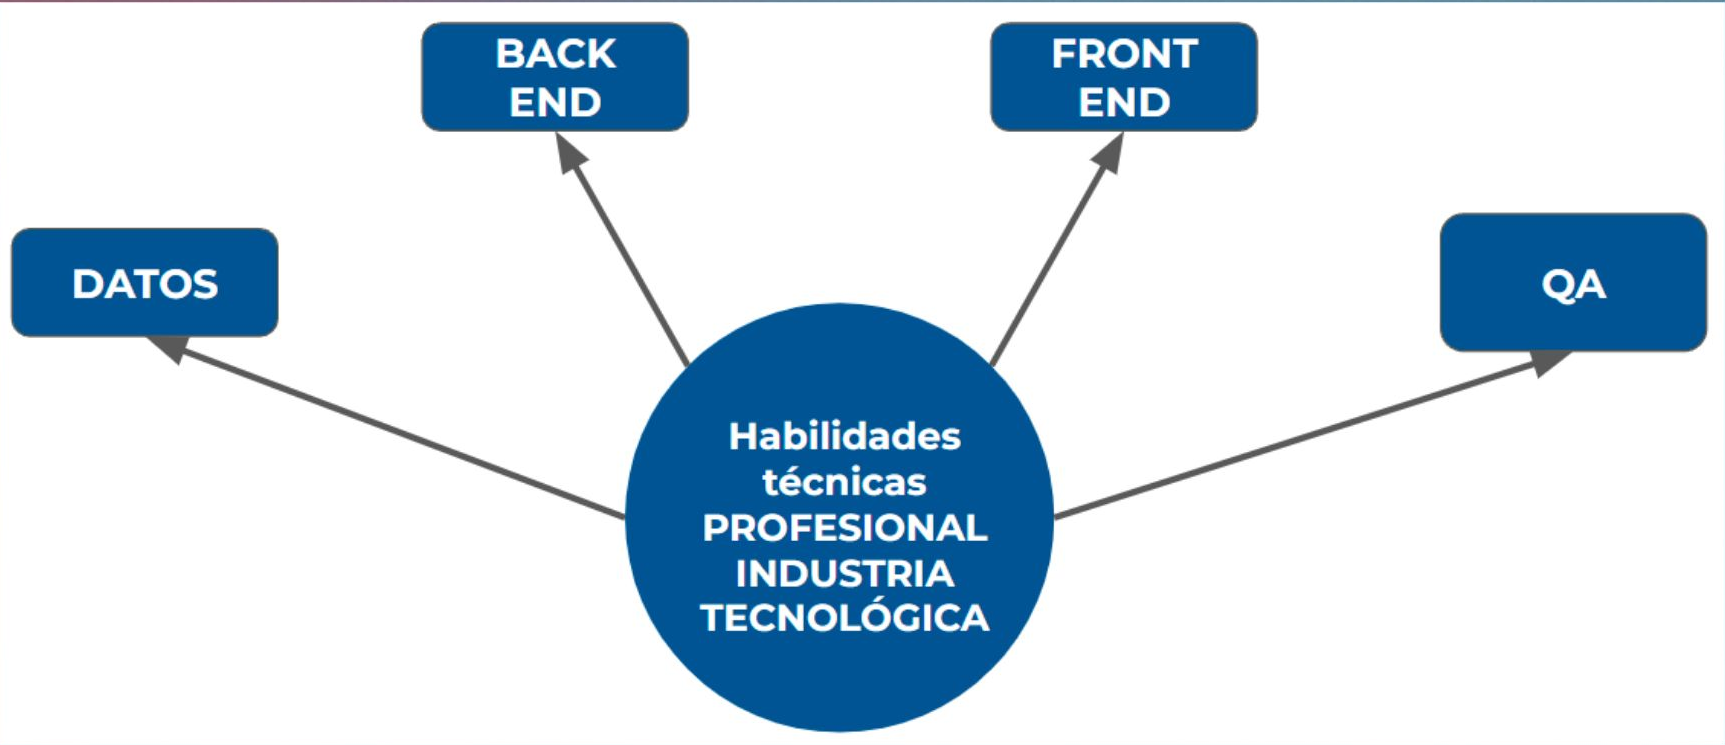 BACK
END
FRONT
END
DATOS
QA
Habilidades
técnicas
PROFESIONAL
INDUSTRIA
TECNOLÓGICA